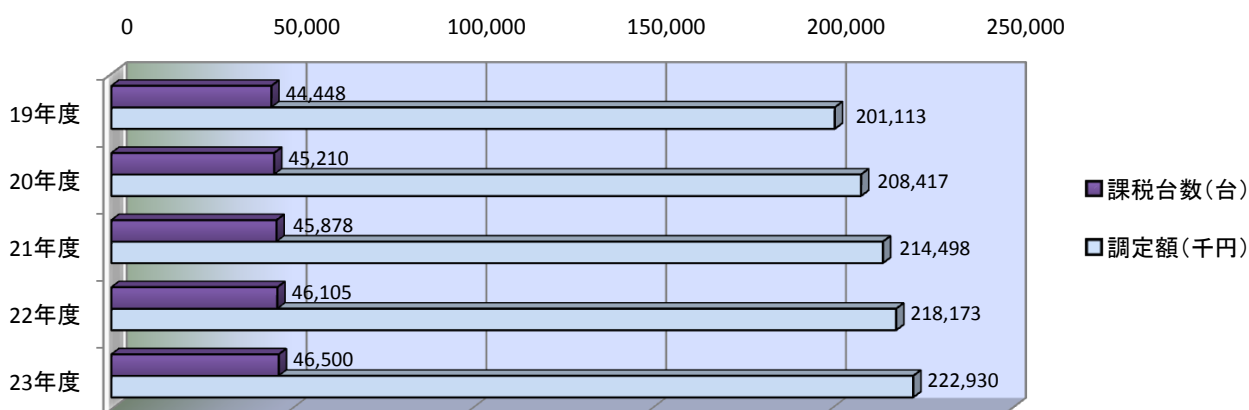 0 50,000 100,000 150,000 200,000 250,000
19年度 44,448
201,113
20年度 45,210
208,417
21年度 45,878
214,498
22年度 46,105
218,173
23年度 46,500
222,930
課税台数(台)
調定額(千円)